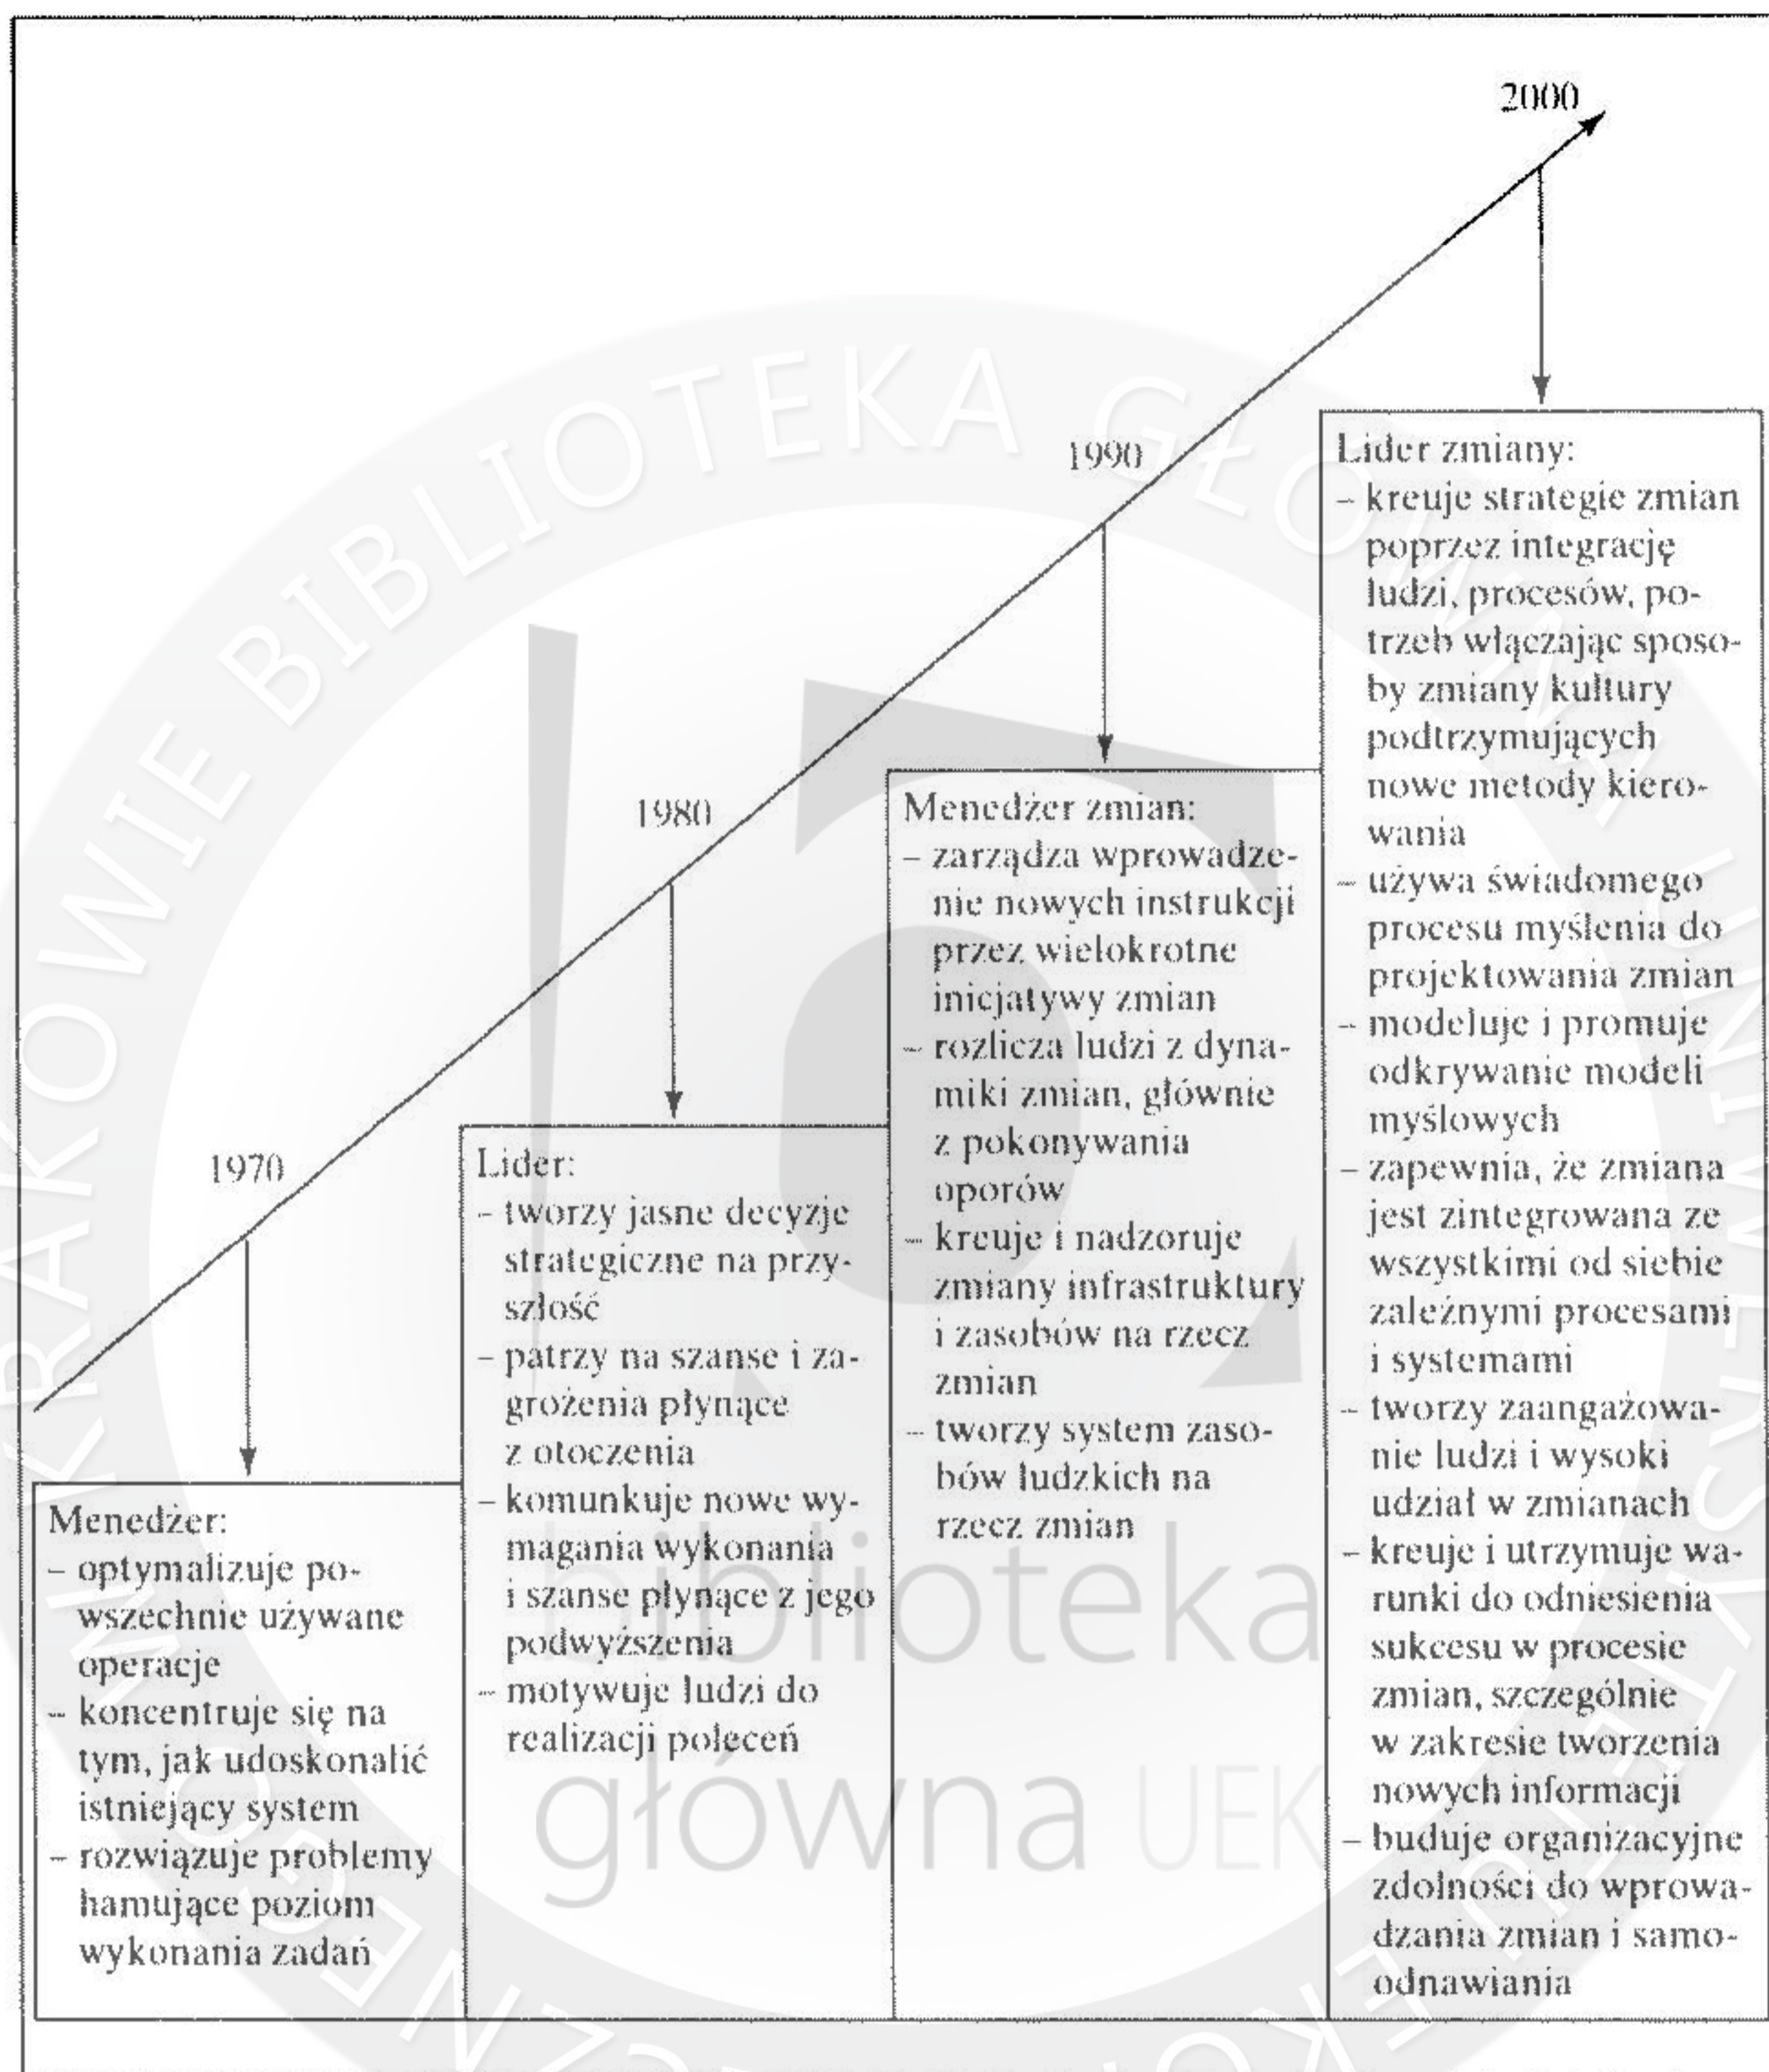 2000
1990
1980
1970
Menedżer:
– optymalizuje po-
wszechnie używane
operacje
– koncentruje się na
tym, jak udoskonalić
istniejący system
– rozwiązuje problemy
hamujące poziom
wykonania zadań
Lider:
– tworzy jasne decyzje
strategiczne na przy-
szłość
– patrzy na szanse i za-
grożenia płynące
z otoczenia
– komunkuje nowe wy-
magania wykonania
i szanse płynące z jego
podwyższenia
– motywuje ludzi do
realizacji poleceń
Menedżer zmian:
– zarządza wprowadze-
nie nowych instrukcji
przez wielokrotne
inicjatywy zmian
– rozlicza ludzi z dyna-
miki zmian, głównie
z pokonywania
oporów
– kreuje i nadzoruje
zmiany infrastruktury
i zasobów na rzecz
zmian
– tworzy system zaso-
bów ludzkich na
rzecz zmian
Lider zmiany:
– kreuje strategie zmian
poprzez integrację
ludzi, procesów, po-
trzeb włączając sposo-
by zmiany kultury
podtrzymujących
nowe metody kiero-
wania
– używa świadomego
procesu myślenia do
projektowania zmian
– modeluje i promuje
odkrywanie modeli
myślowych
– zapewnia, że zmiana
jest zintegrowana ze
wszystkimi od siebie
zależnymi procesami
i systemami
– tworzy zaangażowa-
nie ludzi i wysoki
udział w zmianach
– kreuje i utrzymuje wa-
runki do odniesienia
sukcesu w procesie
zmian, szczególnie
w zakresie tworzenia
nowych informacji
– buduje organizacyjne
zdolności do wprowa-
dzania zmian i samo-
odnawiania
biblioteka
główna UEK
KRAKOWIE BIBLIOTEKA GŁÓWNA